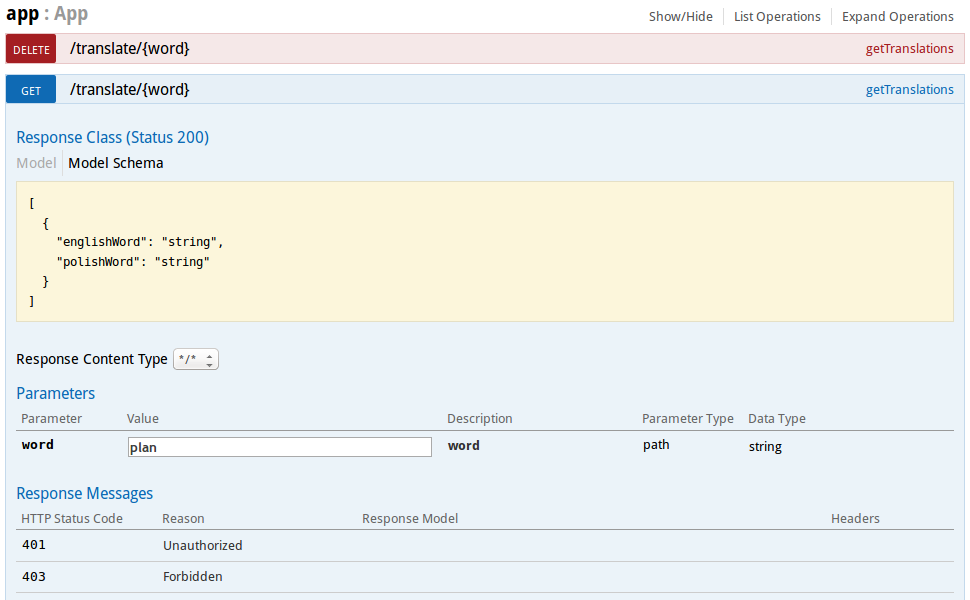 app : App
Show/Hide List Operations Expand Operations
DELETE /translate/{word} getTranslations
GET /translate/{word} getTranslations
Response Class (Status 200)
Model Model Schema
[
{
"englishWord": "string",
"polishWord": "string"
}
]
Response Content Type */*
Parameters
Parameter Value Description Parameter Type Data Type
word plan word path string
Response Messages
HTTP Status Code Reason Response Model Headers
401 Unauthorized
403 Forbidden